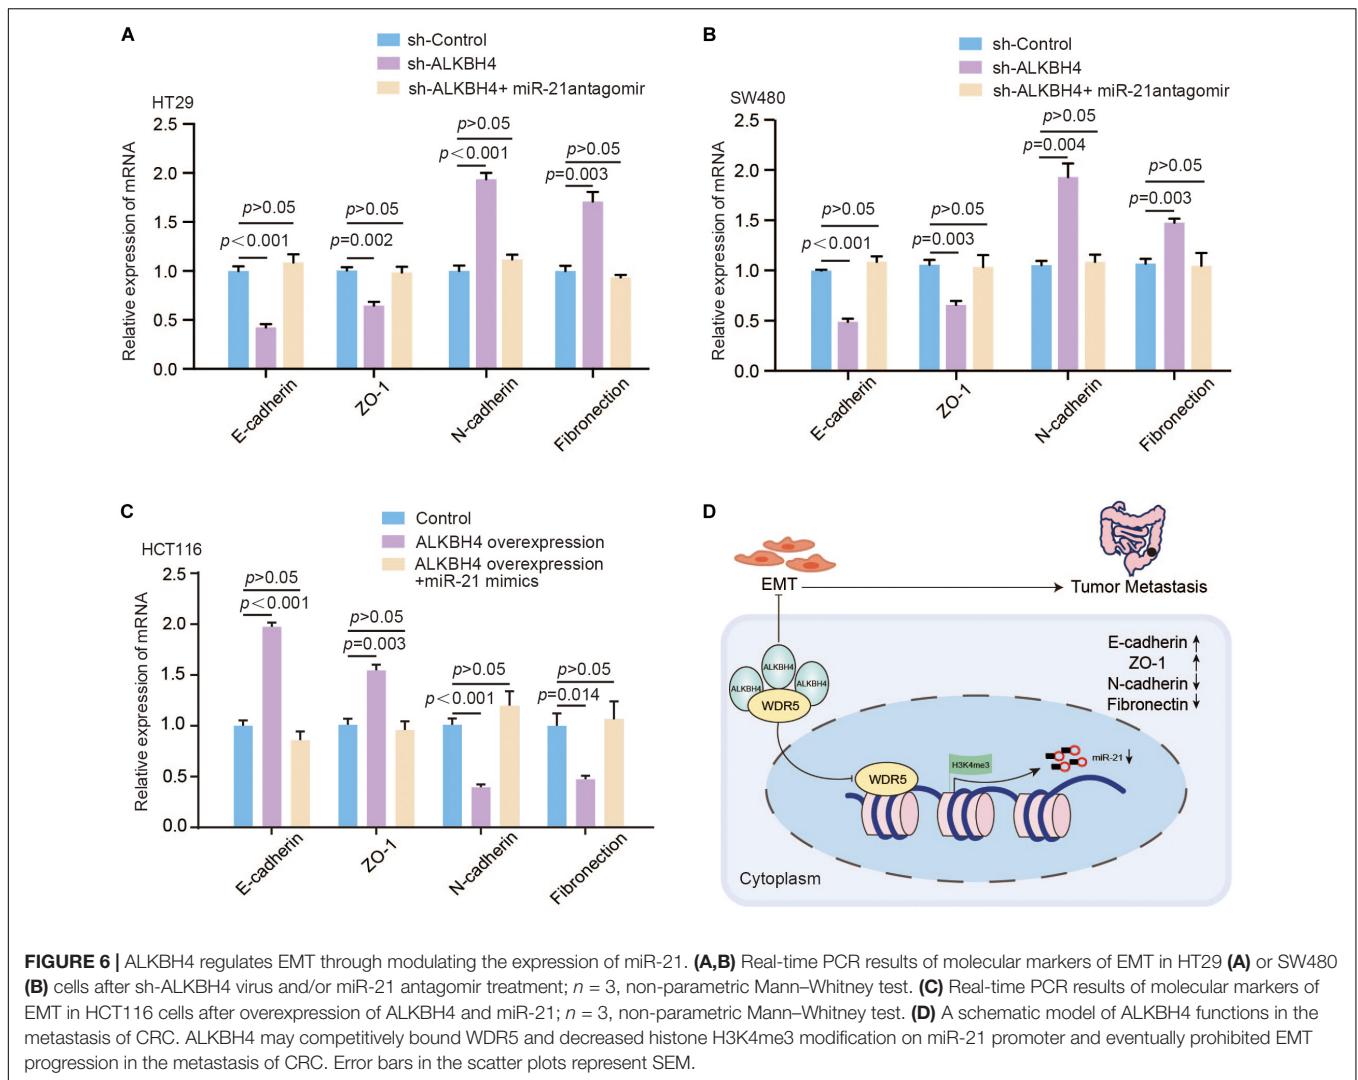 A
sh-Control
sh-ALKBH4
sh-ALKBH4+ miR-21antagomir
HT29
Relative expression of mRNA
2.5
2.0
1.5
1.0
0.5
0.0
p>0.05
p<0.001
p>0.05
p=0.002
p>0.05
p<0.001
p>0.05
p=0.003
E-cadherin
ZO-1
N-cadherin
Fibronection
B
sh-Control
sh-ALKBH4
sh-ALKBH4+ miR-21antagomir
SW480
Relative expression of mRNA
2.5
2.0
1.5
1.0
0.5
0.0
p>0.05
p<0.001
p>0.05
p=0.003
p>0.05
p=0.004
p>0.05
p=0.003
E-cadherin
ZO-1
N-cadherin
Fibronection
C
Control
ALKBH4 overexpression
ALKBH4 overexpression
+miR-21 mimics
HCT116
Relative expression of mRNA
2.5
2.0
1.5
1.0
0.5
0.0
p>0.05
p<0.001
p>0.05
p=0.003
p>0.05
p<0.001
p>0.05
p=0.014
E-cadherin
ZO-1
N-cadherin
Fibronection
D
EMT
Tumor Metastasis
E-cadherin
ZO-1
N-cadherin
Fibronectin
ALKBH4
ALKBH4
ALKBH4
WDR5
WDR5
H3K4me3
miR-21
Cytoplasm
FIGURE 6 | ALKBH4 regulates EMT through modulating the expression of miR-21. (A,B) Real-time PCR results of molecular markers of EMT in HT29 (A) or SW480
(B) cells after sh-ALKBH4 virus and/or miR-21 antagomir treatment; n = 3, non-parametric Mann–Whitney test. (C) Real-time PCR results of molecular markers of
EMT in HCT116 cells after overexpression of ALKBH4 and miR-21; n = 3, non-parametric Mann–Whitney test. (D) A schematic model of ALKBH4 functions in the
metastasis of CRC. ALKBH4 may competitively bound WDR5 and decreased histone H3K4me3 modification on miR-21 promoter and eventually prohibited EMT
progression in the metastasis of CRC. Error bars in the scatter plots represent SEM.